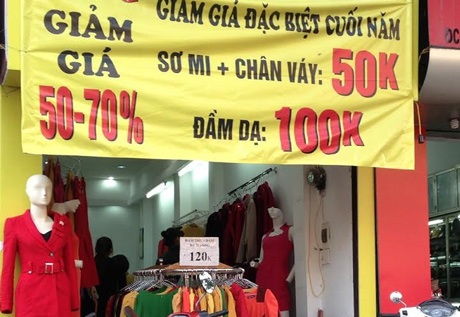 GIẢM GIÁ ĐẶC BIỆT CUỐI NĂM
GIẢM
GIÁ
50-70%
SƠ MI + CHÂN VÁY: 50K
ĐẦM DẠ: 100K
120K